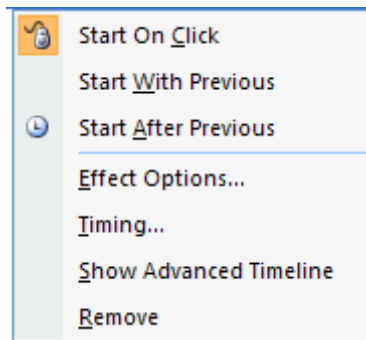 Start On Click
Start With Previous
Start After Previous
Effect Options...
Timing...
Show Advanced Timeline
Remove